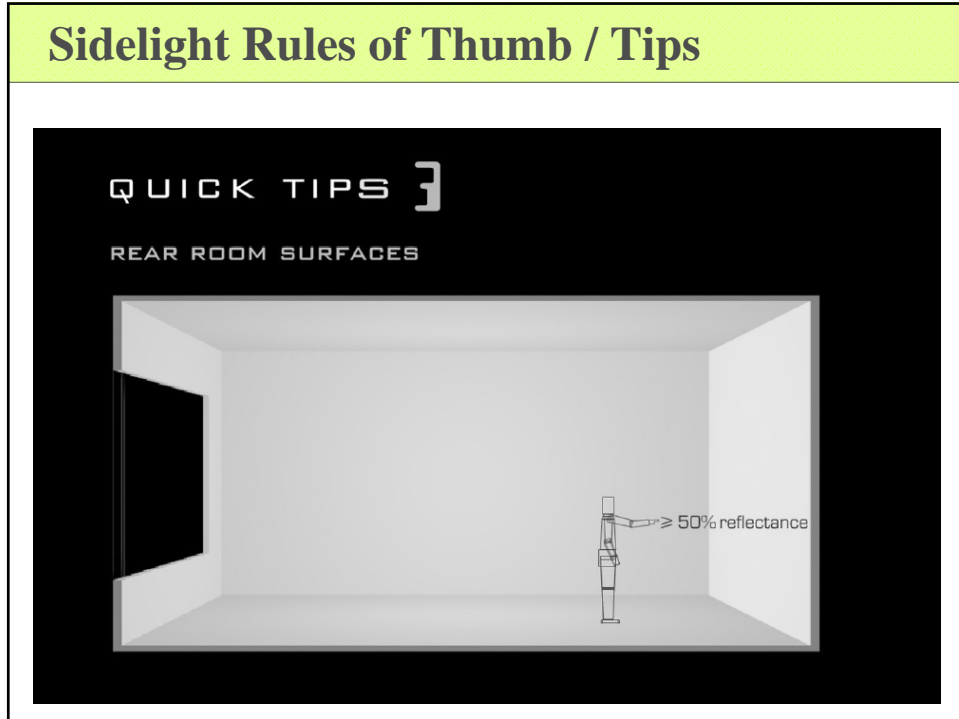 Sidelight Rules of Thumb / Tips
QUICK TIPS 3
REAR ROOM SURFACES
≥ 50% reflectance